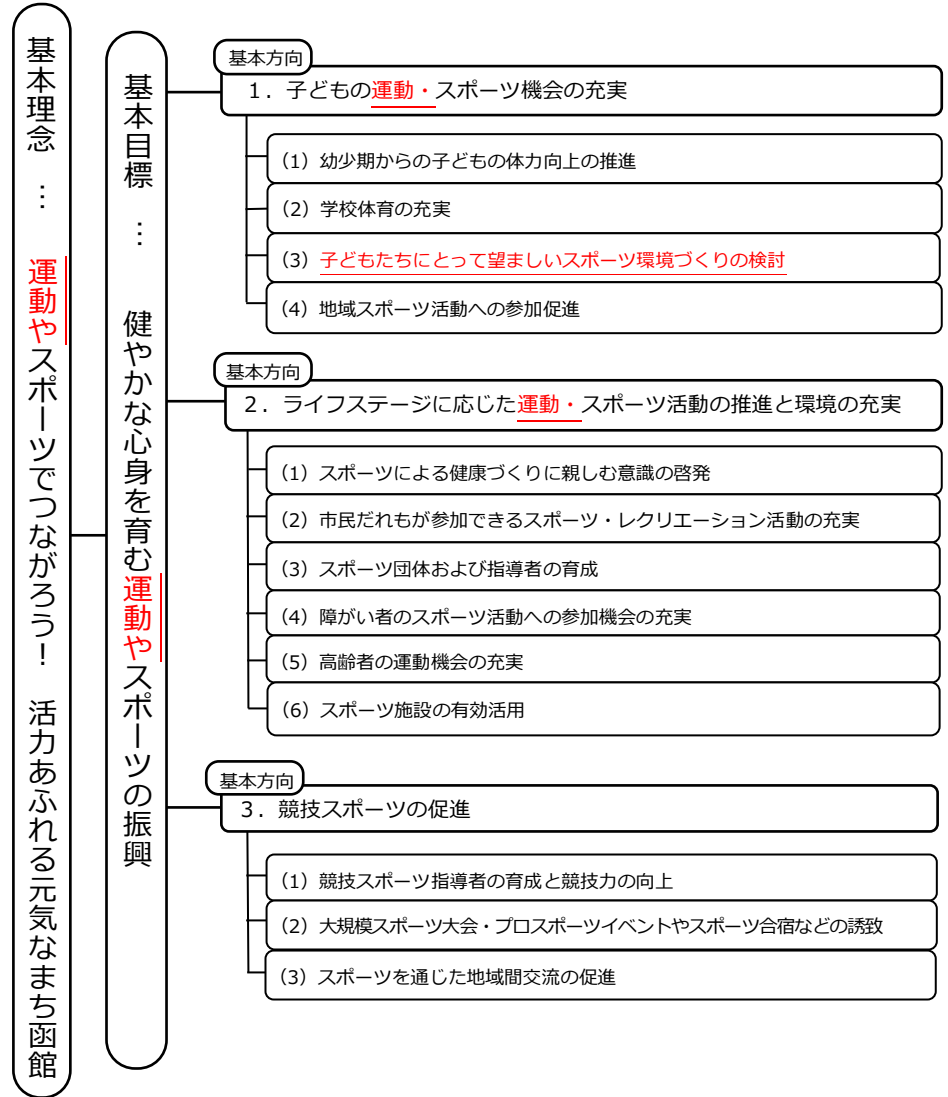 基本理念 … 運動やスポーツでつながろう！ 活力あふれる元気なまち函館
基本目標 … 健やかな心身を育む運動やスポーツの振興
基本方向
１．子どもの運動・スポーツ機会の充実
（1）幼少期からの子どもの体力向上の推進
（2）学校体育の充実
（3）子どもたちにとって望ましいスポーツ環境づくりの検討
（4）地域スポーツ活動への参加促進
基本方向
２．ライフステージに応じた運動・スポーツ活動の推進と環境の充実
（1）スポーツによる健康づくりに親しむ意識の啓発
（2）市民だれもが参加できるスポーツ・レクリエーション活動の充実
（3）スポーツ団体および指導者の育成
（4）障がい者のスポーツ活動への参加機会の充実
（5）高齢者の運動機会の充実
（6）スポーツ施設の有効活用
基本方向
３．競技スポーツの促進
（1）競技スポーツ指導者の育成と競技力の向上
（2）大規模スポーツ大会・プロスポーツイベントやスポーツ合宿などの誘致
（3）スポーツを通じた地域間交流の促進